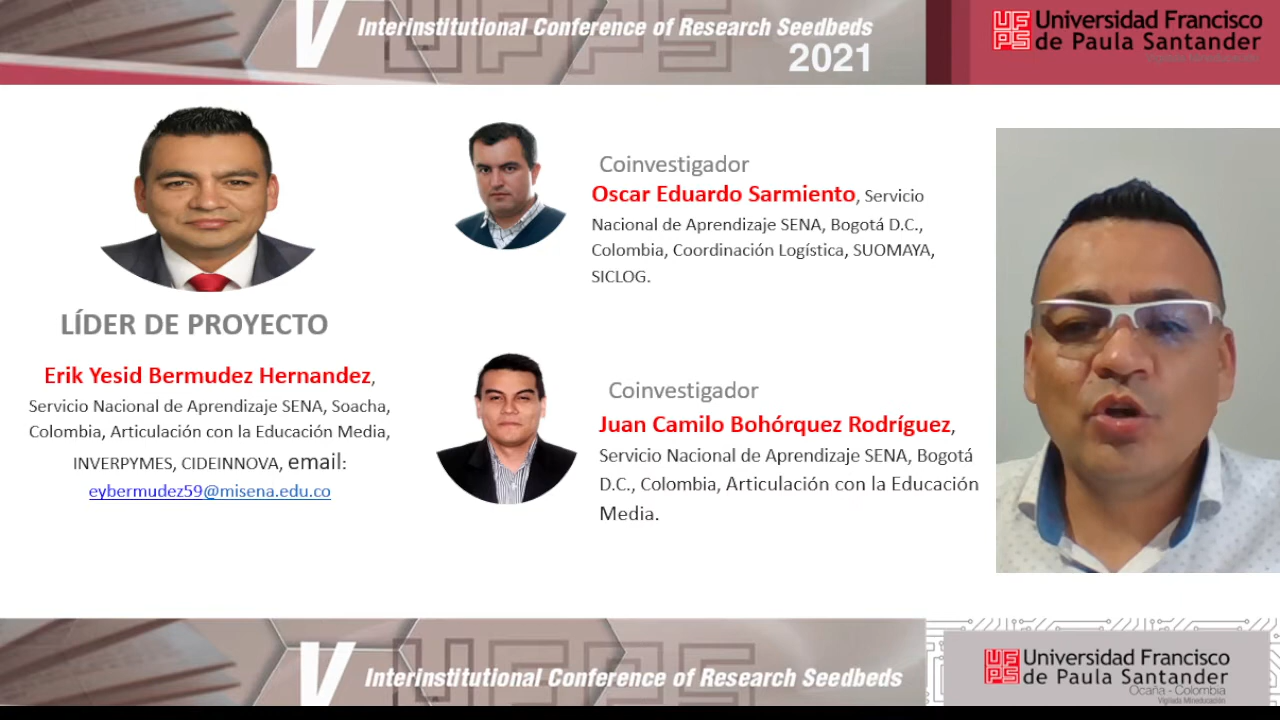 V Interinstitutional Conference of Research Seedbeds
2021
UFPS
UFPS Universidad Francisco
de Paula Santander
LÍDER DE PROYECTO
Erik Yesid Bermudez Hernandez,
Servicio Nacional de Aprendizaje SENA, Soacha,
Colombia, Articulación con la Educación Media,
INVERPYMES, CIDEINNOVA, email:
eybermudez59@misena.edu.co
Coinvestigador
Oscar Eduardo Sarmiento, Servicio
Nacional de Aprendizaje SENA, Bogotá D.C.,
Colombia, Coordinación Logística, SUOMAYA,
SICLOG.
Coinvestigador
Juan Camilo Bohórquez Rodríguez,
Servicio Nacional de Aprendizaje SENA, Bogotá
D.C., Colombia, Articulación con la Educación
Media.
UFPS
V Interinstitutional Conference of Research Seedbeds
UFPS Universidad Francisco
de Paula Santander
Ocaña - Colombia
Vigilada Mineducación